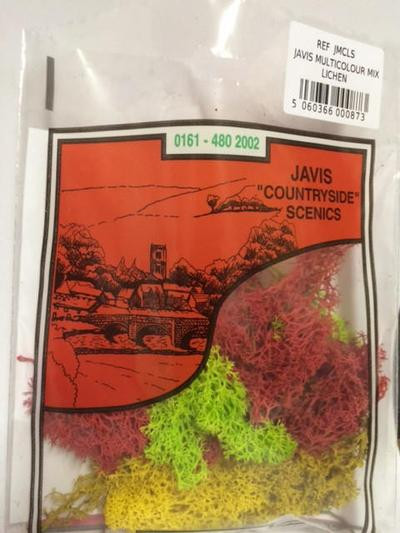 REF JMCLS
JAVIS MULTICOLOUR MIX
LICHEN
5 060366 000873
0161 - 480 2002
JAVIS
"COUNTRYSIDE"
SCENICS